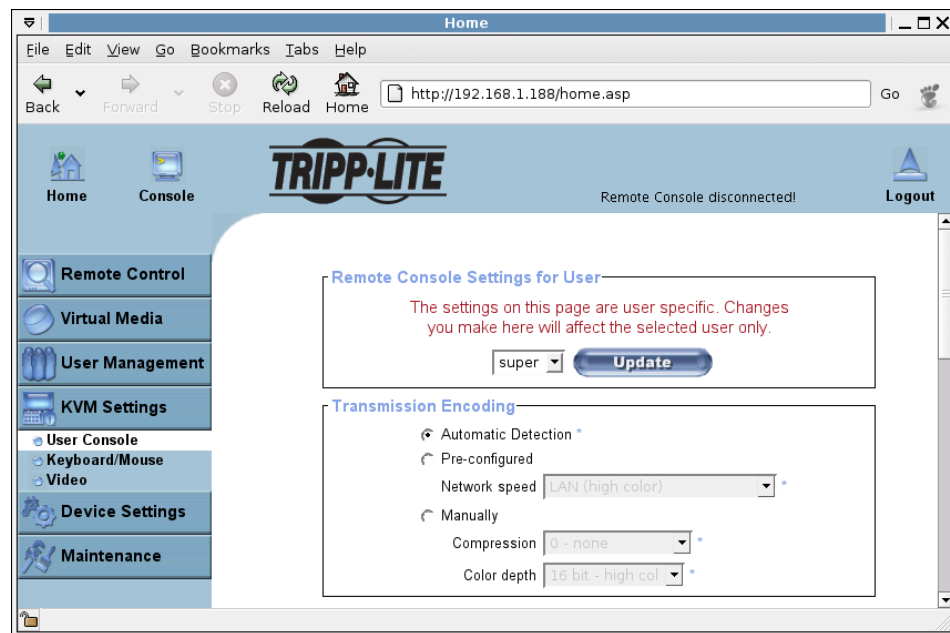 Home
File Edit View Go Bookmarks Tabs Help
Back Forward Stop Reload Home http://192.168.1.188/home.asp Go
Home Console TRIPP·LITE Remote Console disconnected! Logout
Remote Control
Virtual Media
User Management
KVM Settings
User Console
Keyboard/Mouse
Video
Device Settings
Maintenance
Remote Console Settings for User
The settings on this page are user specific. Changes
you make here will affect the selected user only.
super Update
Transmission Encoding
Automatic Detection *
Pre-configured
Network speed LAN (high color) *
Manually
Compression 0 - none *
Color depth 16 bit - high col *